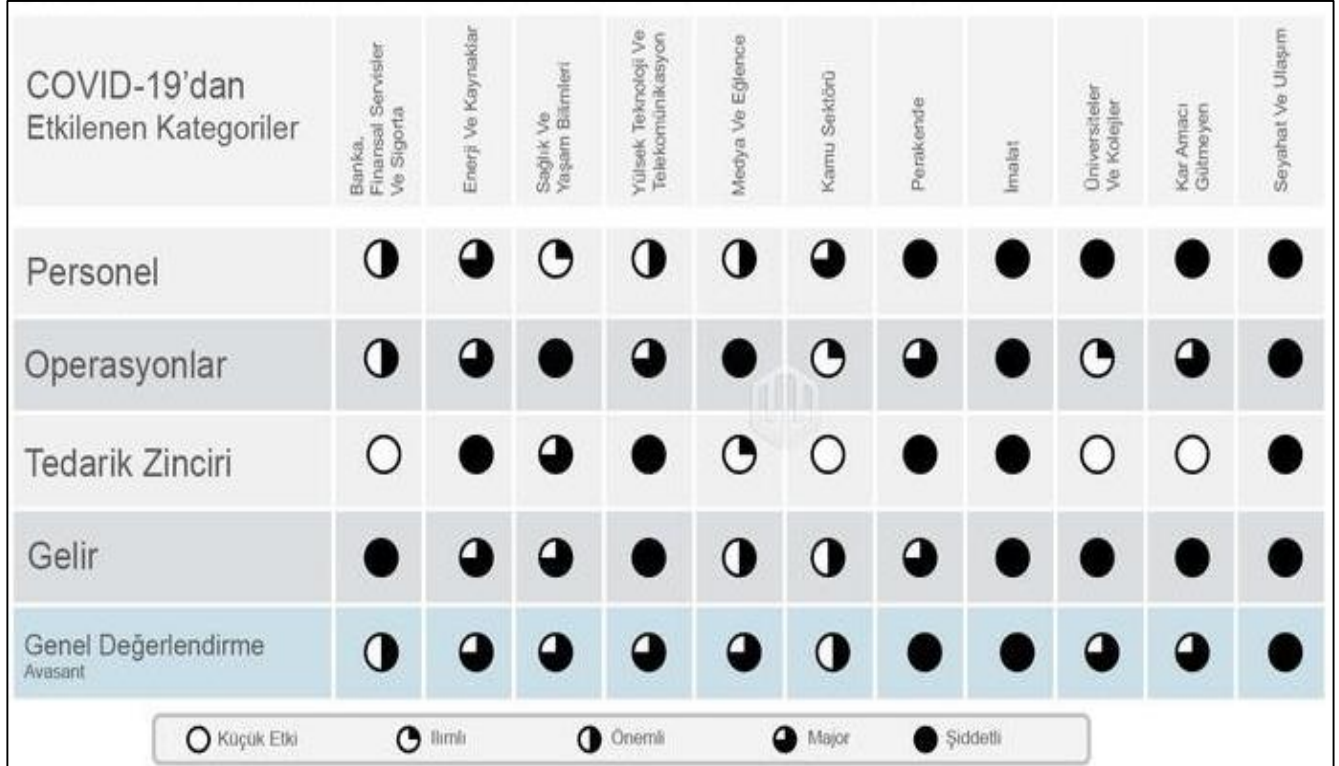 COVID-19'dan
Etkilenen Kategoriler
Banka,
Finansal Servisler
Ve Sigorta
Enerji Ve Kaynaklar
Sağlık Ve
Yaşam Bilimleri
Yülsek Teknoloji Ve
Telekomünikasyon
Medya Ve Eğlence
Kamu Sektörü
Perakende
İmalat
Üniversiteler
Ve Kolejler
Kar Amacı
Gütmeyen
Seyahat Ve Ulaşım
Personel
Operasyonlar
Tedarik Zinciri
Gelir
Genel Değerlendirme
Avasant
Küçük Etki
Ilımlı
Önemli
Major
Şiddetli